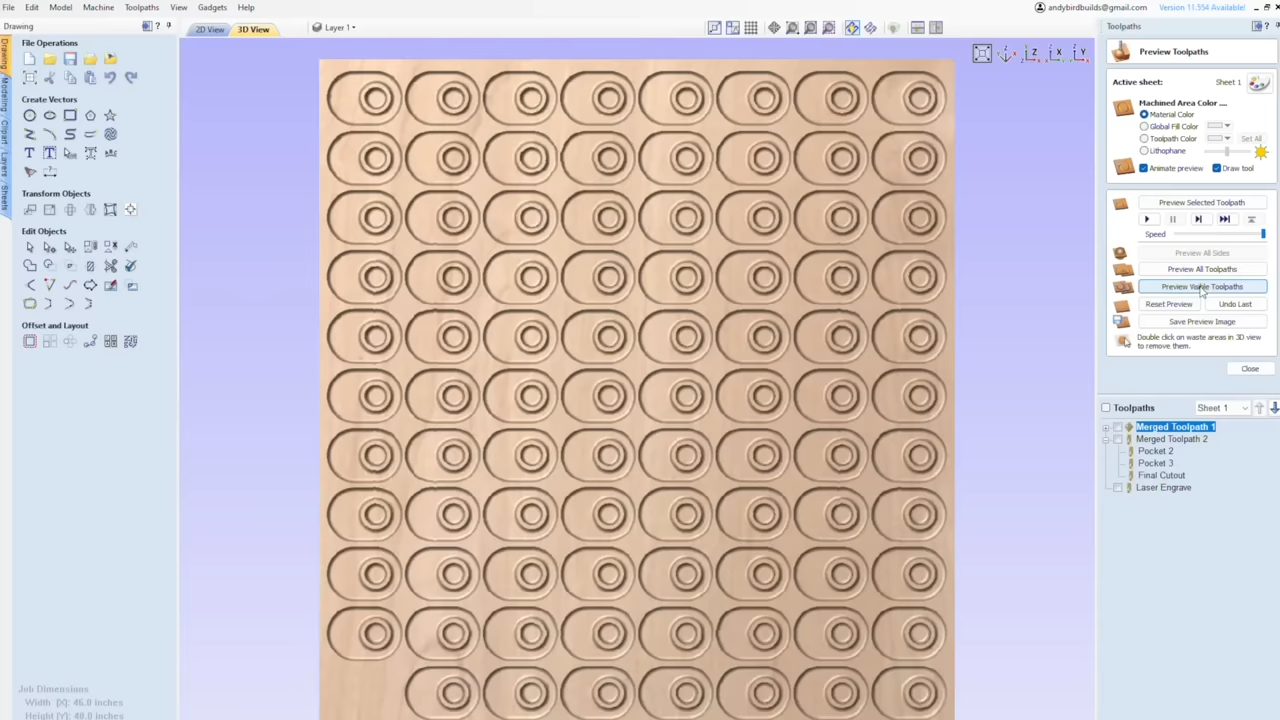 File Edit Model Machine Toolpaths View Gadgets Help
andybirdbuilds@gmail.com
Version 11.554 Available!
Drawing
2D View
3D View
Layer 1
Toolpaths
Drawing
Modeling
Clipart
Layers
Sheets
File Operations
Create Vectors
Transform Objects
Edit Objects
Offset and Layout
Job Dimensions
Width [X]: 46.0 inches
Height [Y]: 40.0 inches
Preview Toolpaths
Active sheet: Sheet 1
Machined Area Color ....
Material Color
Global Fill Color
Toolpath Color Set All
Lithophane
Animate preview Draw tool
Preview Selected Toolpath
Speed
Preview All Sides
Preview All Toolpaths
Preview Visible Toolpaths
Reset Preview Undo Last
Save Preview Image
Double click on waste areas in 3D view
to remove them.
Close
Toolpaths Sheet 1
Merged Toolpath 1
Merged Toolpath 2
Pocket 2
Pocket 3
Final Cutout
Laser Engrave